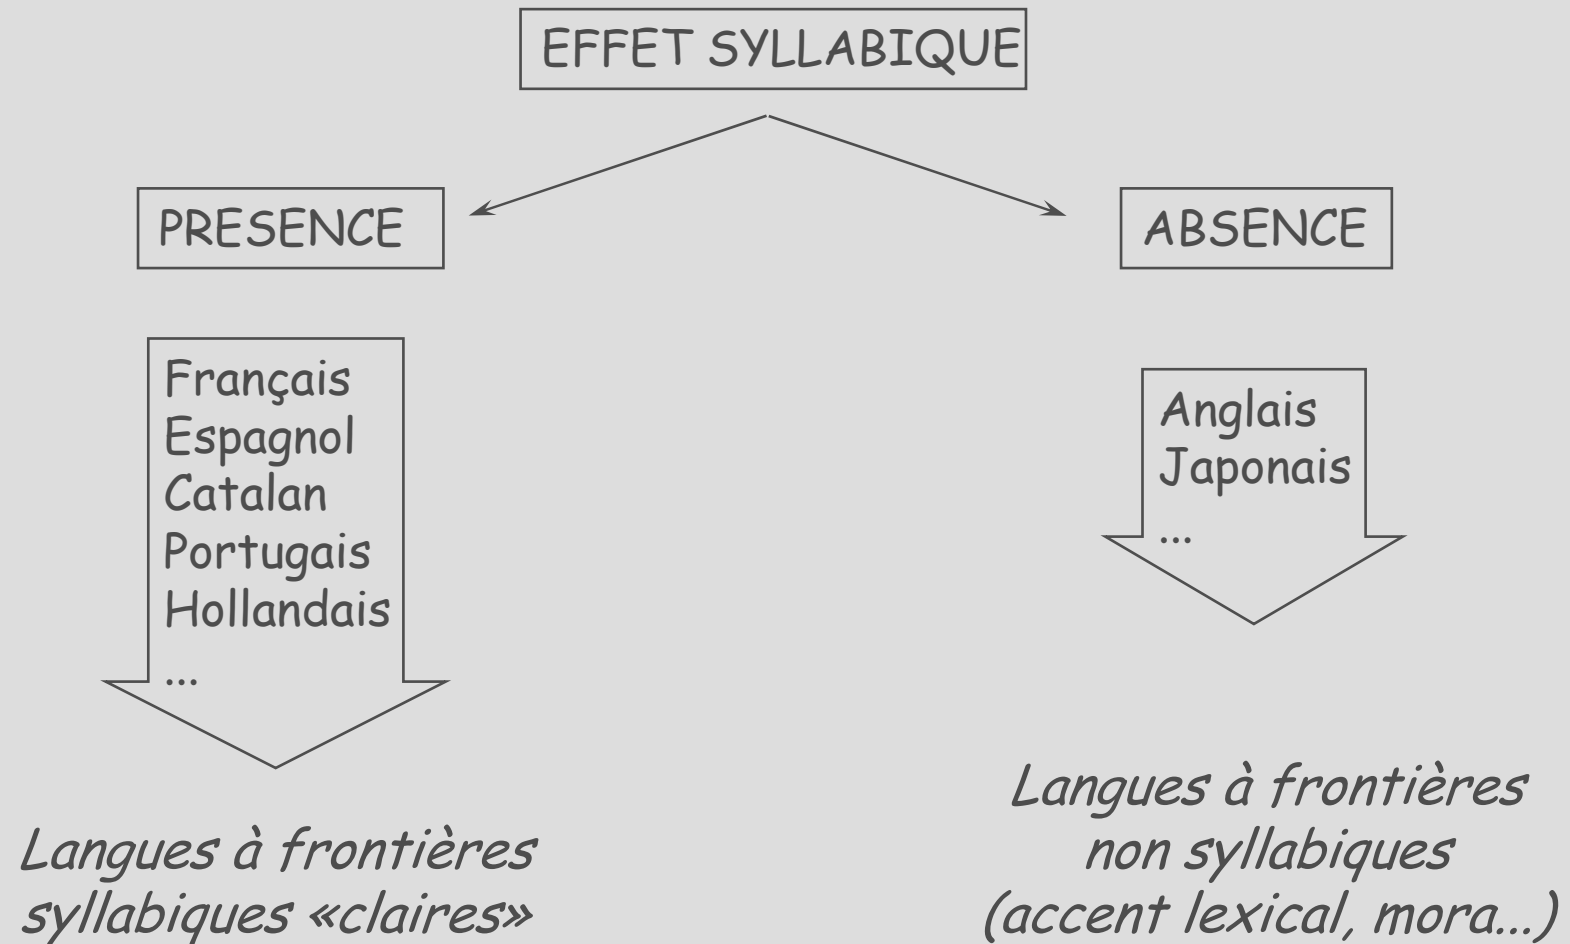 EFFET SYLLABIQUE
PRESENCE
ABSENCE
Français
Espagnol
Catalan
Portugais
Hollandais
...
Anglais
Japonais
...
Langues à frontières
syllabiques «claires»
Langues à frontières
non syllabiques
(accent lexical, mora...)